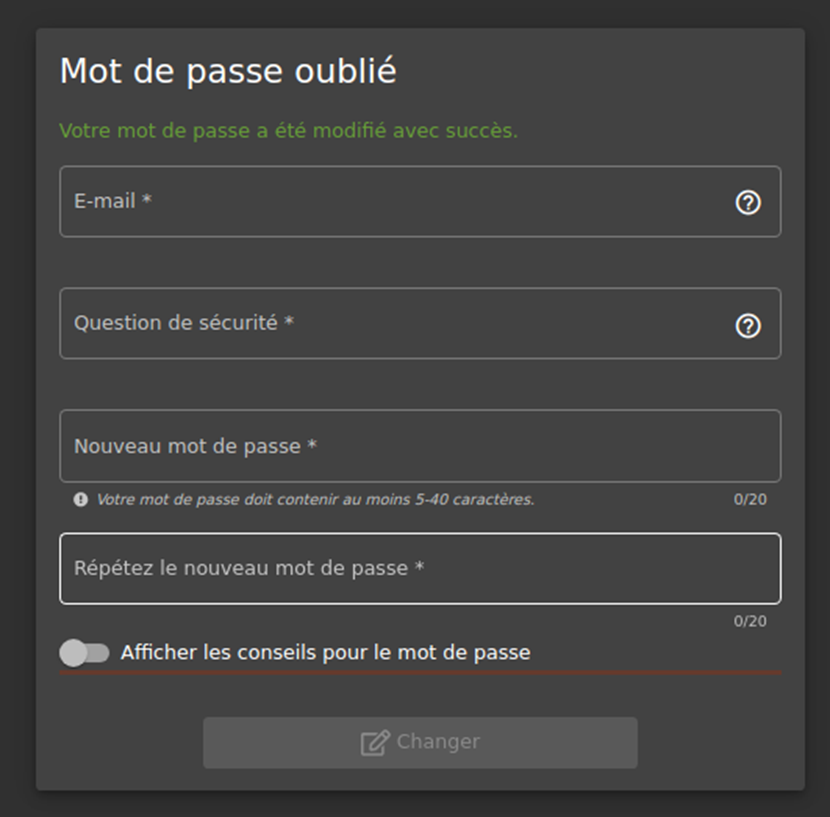 Mot de passe oublié
Votre mot de passe a été modifié avec succès.
E-mail *
Question de sécurité *
Nouveau mot de passe *
Votre mot de passe doit contenir au moins 5-40 caractères. 0/20
Répétez le nouveau mot de passe *
0/20
Afficher les conseils pour le mot de passe
Changer